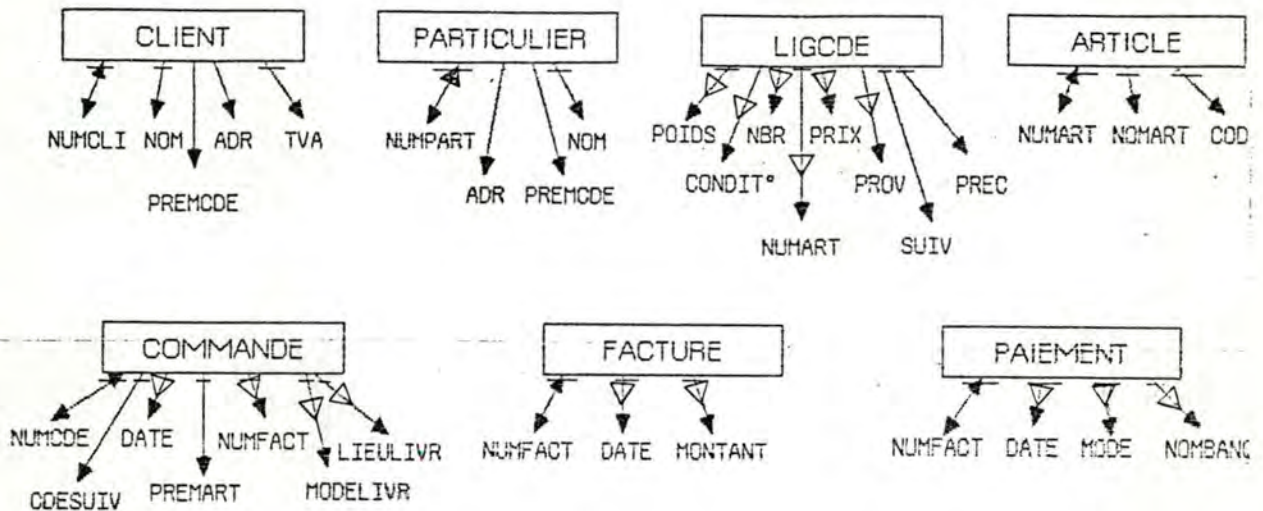 CLIENT PARTICULIER LIGCDE ARTICLE
NUMCLI NOM ADR TVA NUMPART NOM POIDS NBR PRIX NUMART NOMART COD
PREMCDE ADR PREMCDE CONDIT° PROV PREC
NUMART SUIV
COMMANDE FACTURE PAIEMENT
NUMCDE DATE NUMFACT LIEULIVR NUMFACT DATE MONTANT NUMFACT DATE MODE NOMBANC
CDESUIV PREMART MODELIVR